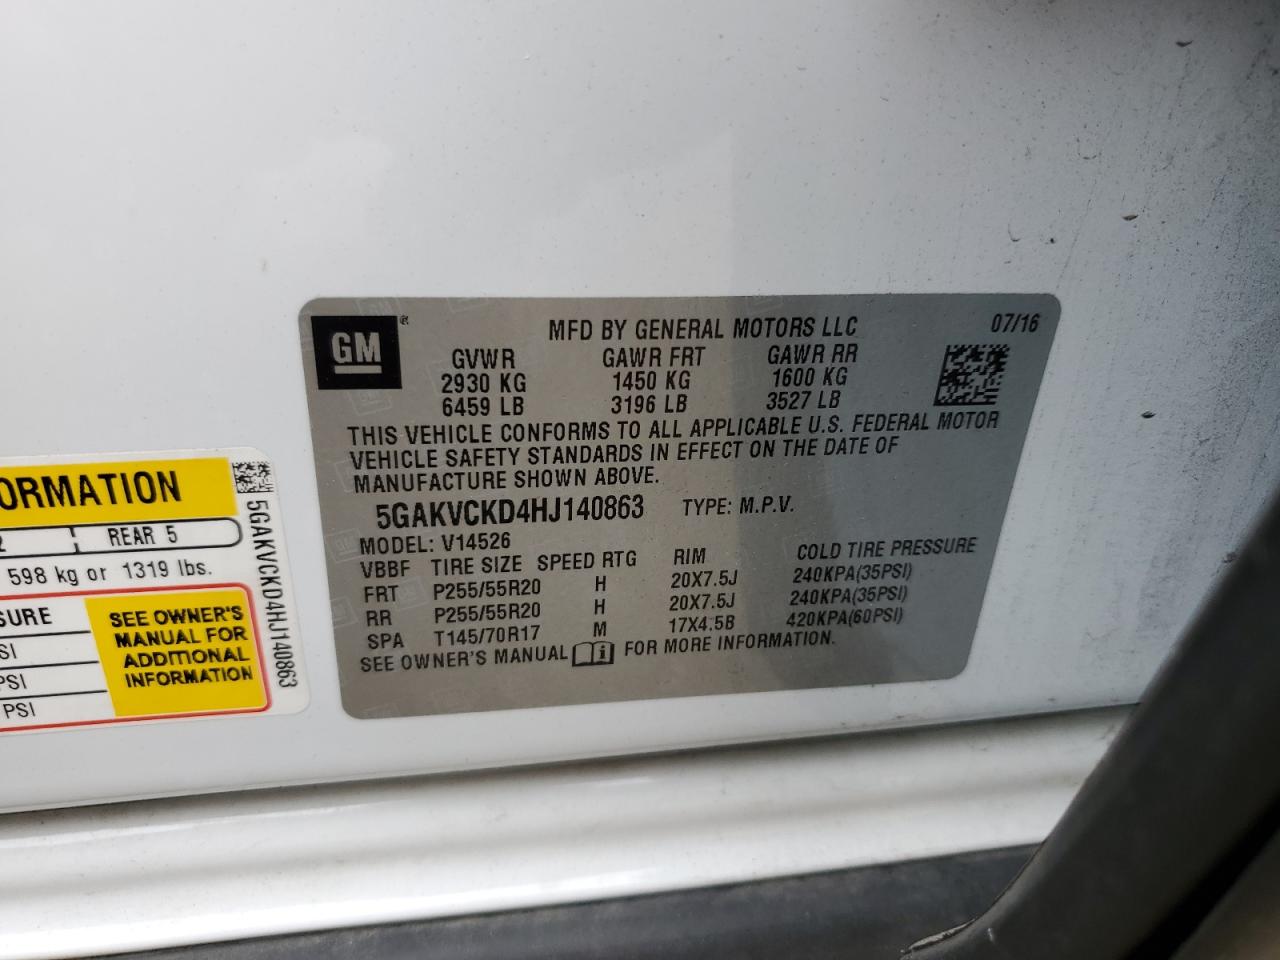 GM®
MFD BY GENERAL MOTORS LLC 07/16
GVWR GAWR FRT GAWR RR
2930 KG 1450 KG 1600 KG
6459 LB 3196 LB 3527 LB
THIS VEHICLE CONFORMS TO ALL APPLICABLE U.S. FEDERAL MOTOR
VEHICLE SAFETY STANDARDS IN EFFECT ON THE DATE OF
MANUFACTURE SHOWN ABOVE.
5GAKVCKD4HJ140863 TYPE: M.P.V.
MODEL: V14526
VBBF TIRE SIZE SPEED RTG RIM COLD TIRE PRESSURE
FRT P255/55R20 H 20X7.5J 240KPA(35PSI)
RR P255/55R20 H 20X7.5J 240KPA(35PSI)
SPA T145/70R17 M 17X4.5B 420KPA(60PSI)
SEE OWNER'S MANUAL FOR MORE INFORMATION.
ORMATION
2 REAR 5
598 kg or 1319 lbs.
SURE
SI
PSI
PSI
SEE OWNER'S
MANUAL FOR
ADDITIONAL
INFORMATION
5GAKVCKD4HJ140863